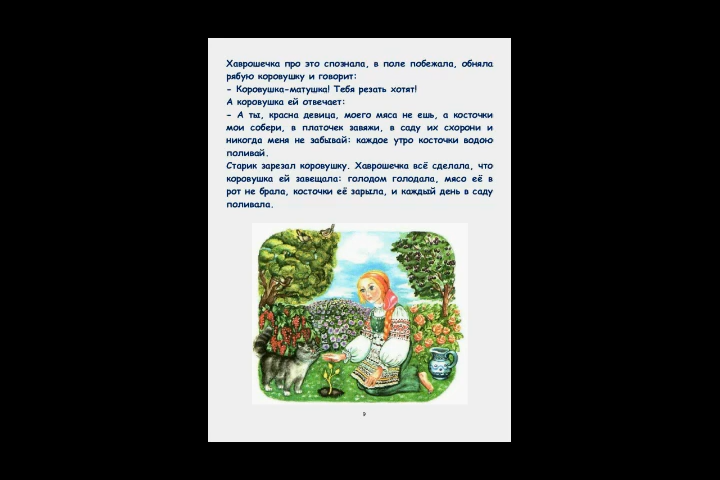 Хаврошечка про это спознала, в поле побежала, обняла
рябую коровушку и говорит:
- Коровушка-матушка! Тебя резать хотят!
А коровушка ей отвечает:
- А ты, красна девица, моего мяса не ешь, а косточки
мои собери, в платочек завяжи, в саду их схорони и
никогда меня не забывай: каждое утро косточки водою
поливай.
Старик зарезал коровушку. Хаврошечка всё сделала, что
коровушка ей завещала: голодом голодала, мясо её в
рот не брала, косточки её зарыла, и каждый день в саду
поливала.
9